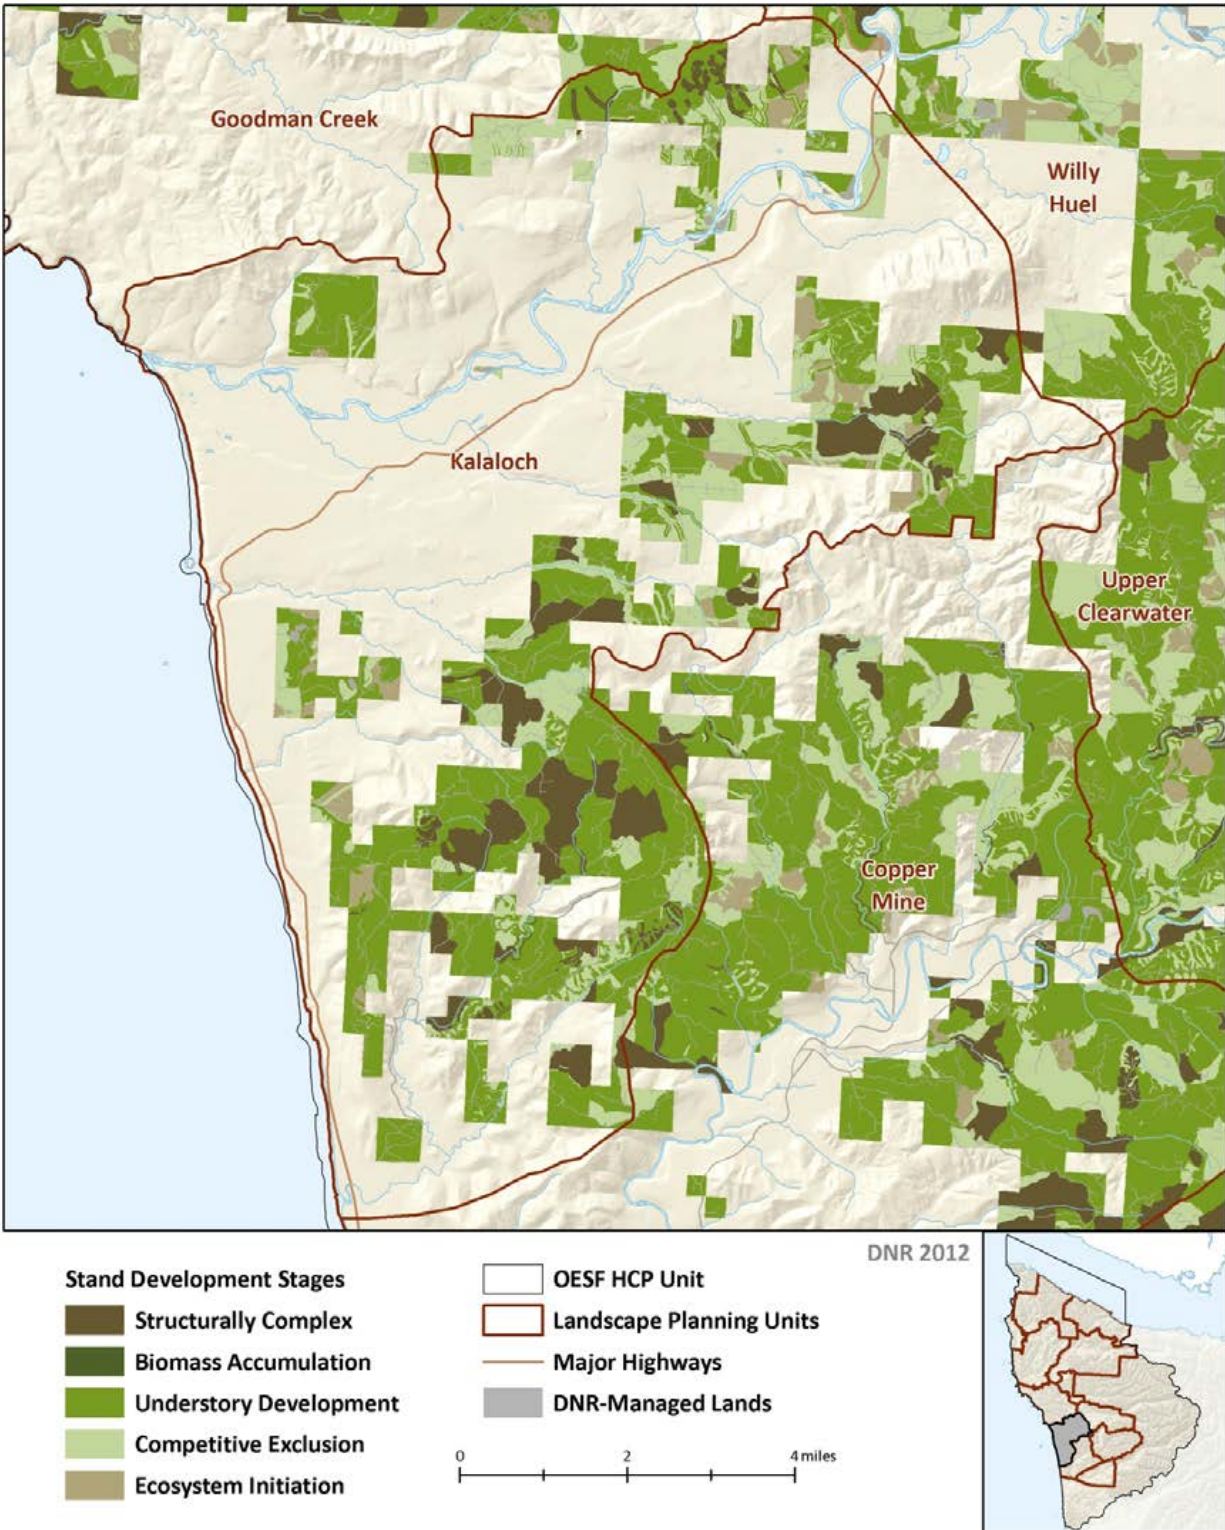 Goodman Creek
Willy
Huel
Kalaloch
Upper
Clearwater
Copper
Mine
DNR 2012
Stand Development Stages
Structurally Complex
Biomass Accumulation
Understory Development
Competitive Exclusion
Ecosystem Initiation
OESF HCP Unit
Landscape Planning Units
Major Highways
DNR-Managed Lands
0 2 4 miles